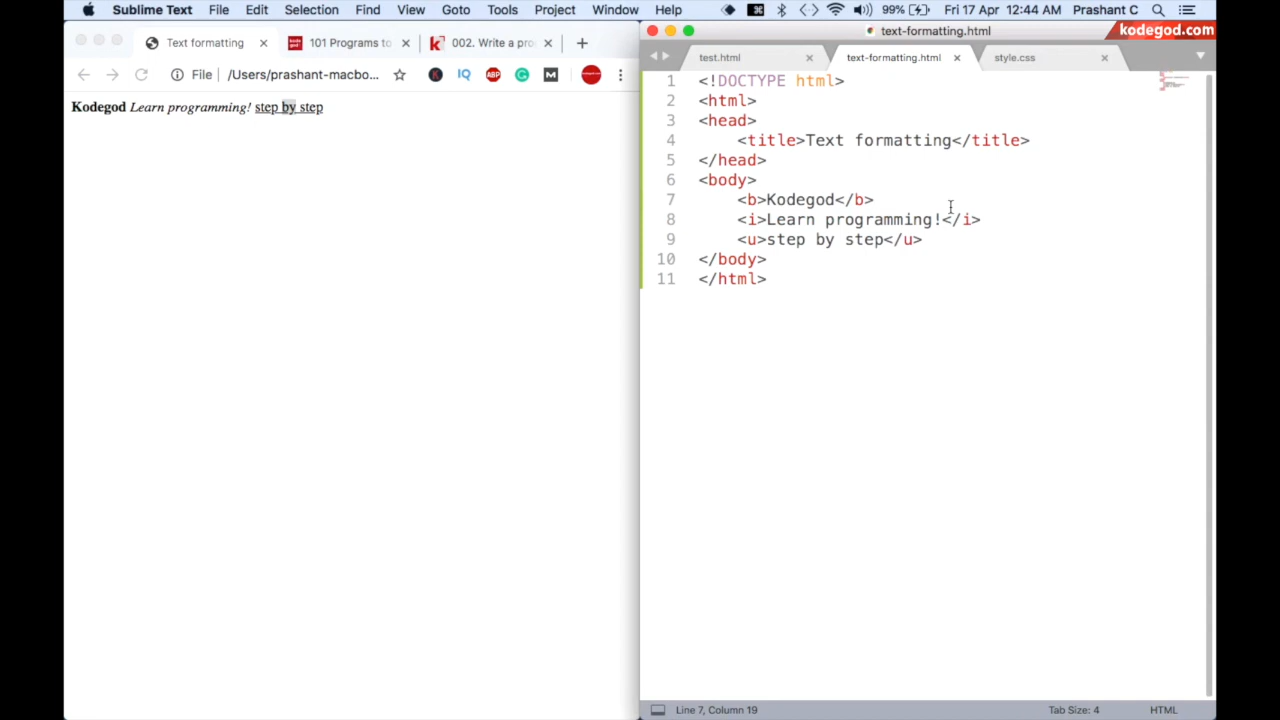 Sublime Text File Edit Selection Find View Goto Tools Project Window Help 99% Fri 17 Apr 12:44 AM Prashant C
text-formatting.html
kodegod.com
Text formatting × 101 Programs to × 002. Write a pro × +
File /Users/prashant-macbo...
K IQ ABP G M
test.html × text-formatting.html × style.css ×
Kodegod Learn programming! step by step
1 <!DOCTYPE html>
2 <html>
3 <head>
4 <title>Text formatting</title>
5 </head>
6 <body>
7 <b>Kodegod</b>
8 <i>Learn programming!</i>
9 <u>step by step</u>
10 </body>
11 </html>
Line 7, Column 19 Tab Size: 4 HTML